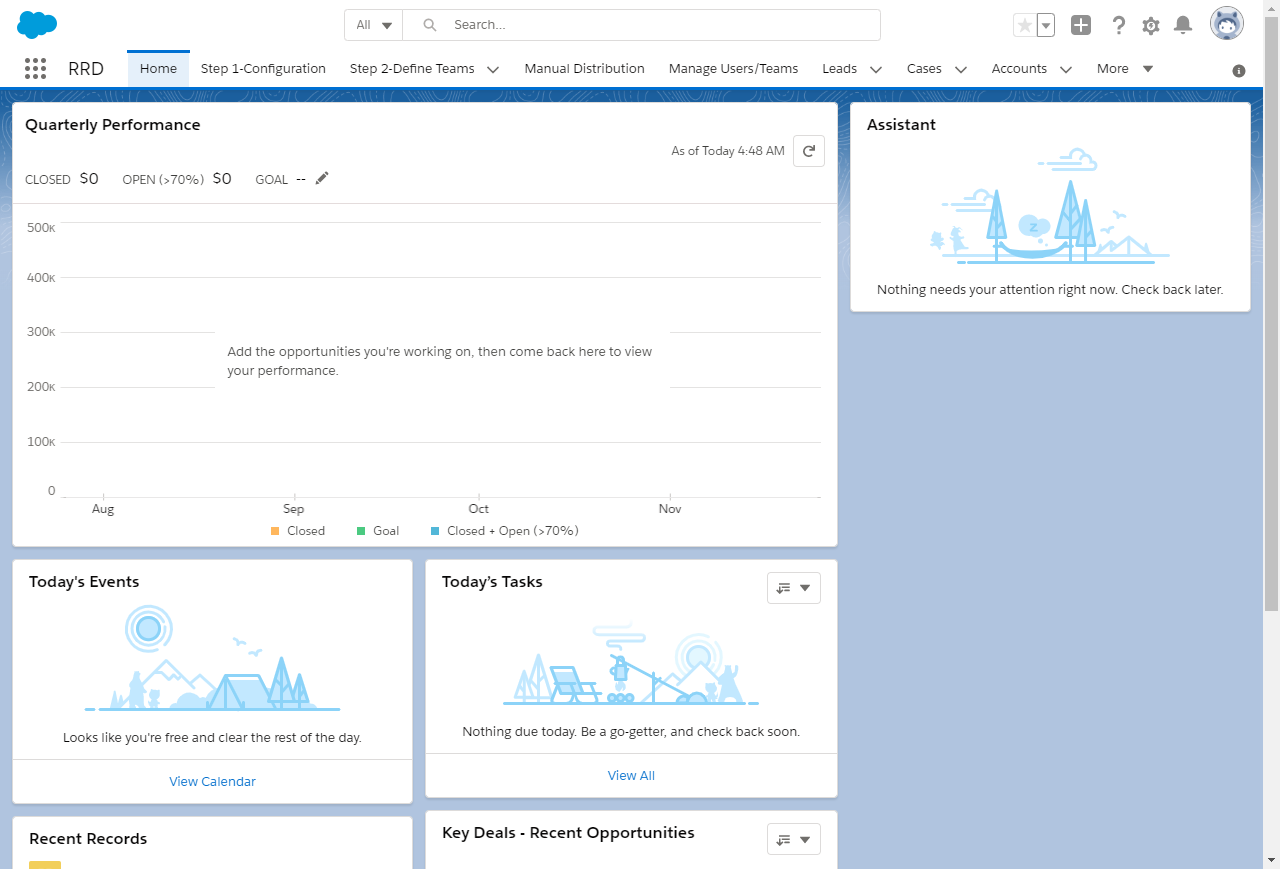 All
Search...
RRD
Home
Step 1-Configuration
Step 2-Define Teams
Manual Distribution
Manage Users/Teams
Leads
Cases
Accounts
More
Quarterly Performance
As of Today 4:48 AM
CLOSED $0 OPEN (>70%) $0 GOAL --
500K
400K
300K
200K
100K
0
Add the opportunities you're working on, then come back here to view
your performance.
Aug Sep Oct Nov
Closed Goal Closed + Open (>70%)
Assistant
z
Nothing needs your attention right now. Check back later.
Today's Events
Looks like you're free and clear the rest of the day.
View Calendar
Today’s Tasks
Nothing due today. Be a go-getter, and check back soon.
View All
Recent Records
Key Deals - Recent Opportunities